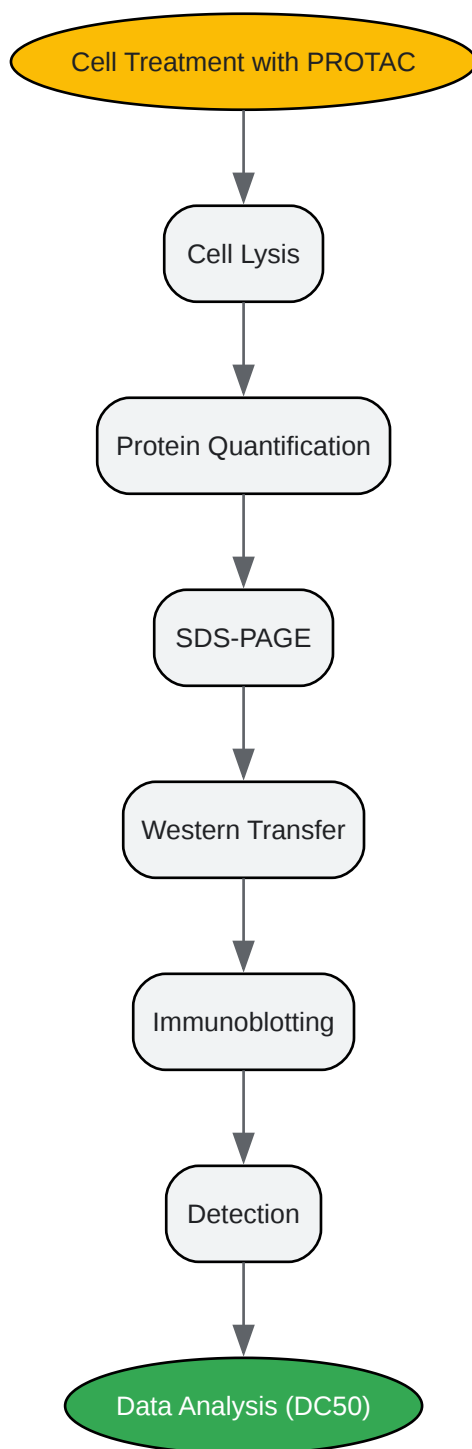 Cell Treatment with PROTAC
Cell Lysis
Protein Quantification
SDS-PAGE
Western Transfer
Immunoblotting
Detection
Data Analysis (DC50)